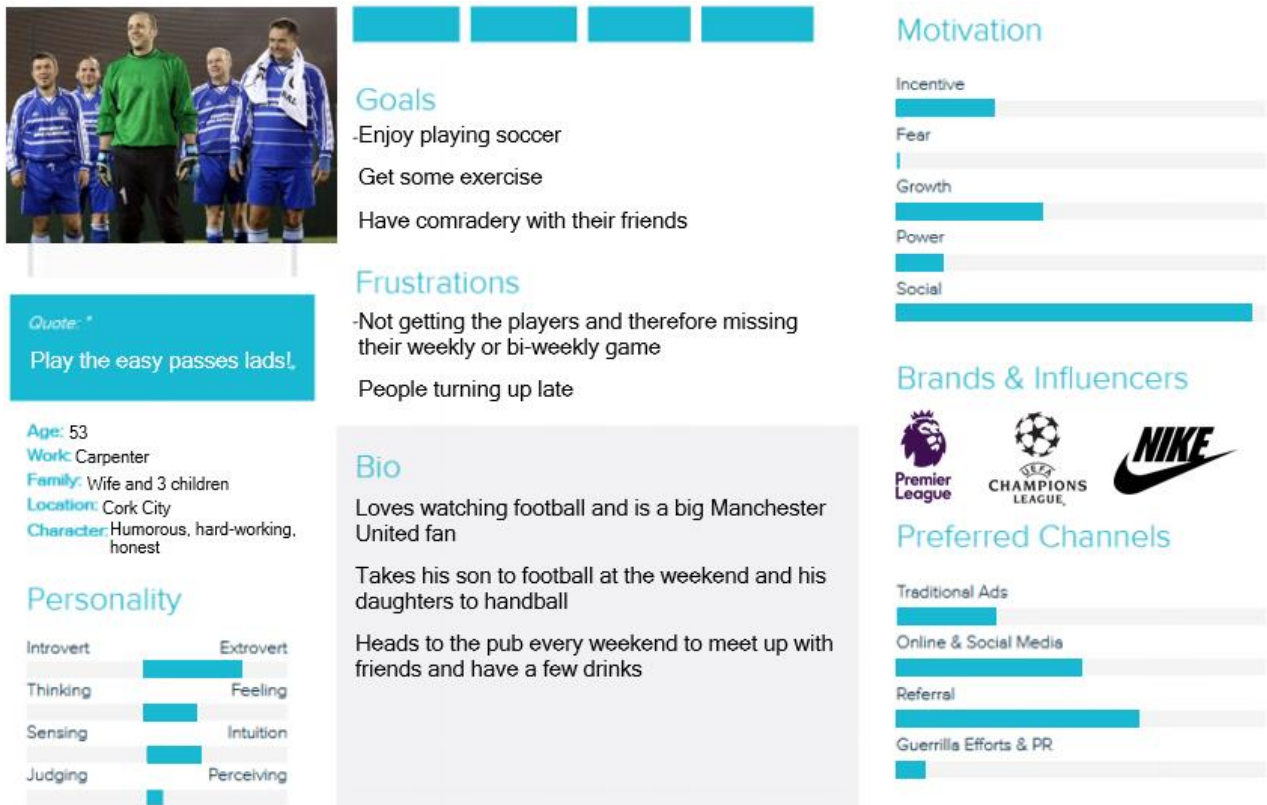 Quote: "
Play the easy passes lads!
Age: 53
Work: Carpenter
Family: Wife and 3 children
Location: Cork City
Character: Humorous, hard-working,
honest
Personality
Introvert Extrovert
Thinking Feeling
Sensing Intuition
Judging Perceiving
Goals
-Enjoy playing soccer
Get some exercise
Have comradery with their friends
Frustrations
-Not getting the players and therefore missing
their weekly or bi-weekly game
People turning up late
Bio
Loves watching football and is a big Manchester
United fan
Takes his son to football at the weekend and his
daughters to handball
Heads to the pub every weekend to meet up with
friends and have a few drinks
Motivation
Incentive
Fear
Growth
Power
Social
Brands & Influencers
Premier
League
UEFA
CHAMPIONS
LEAGUE
NIKE
Preferred Channels
Traditional Ads
Online & Social Media
Referral
Guerrilla Efforts & PR